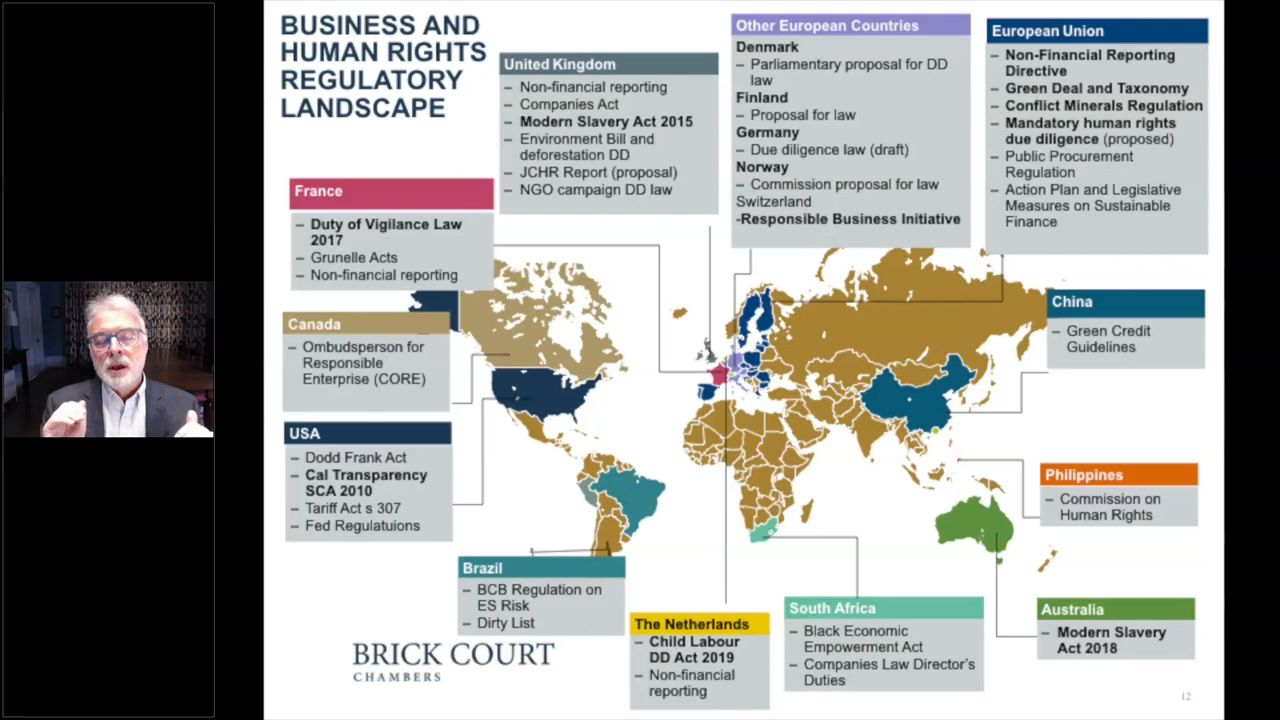 BUSINESS AND
HUMAN RIGHTS
REGULATORY
LANDSCAPE
United Kingdom
– Non-financial reporting
– Companies Act
– Modern Slavery Act 2015
– Environment Bill and
deforestation DD
– JCHR Report (proposal)
– NGO campaign DD law
Other European Countries
Denmark
– Parliamentary proposal for DD
law
Finland
– Proposal for law
Germany
– Due diligence law (draft)
Norway
– Commission proposal for law
Switzerland
-Responsible Business Initiative
European Union
– Non-Financial Reporting
Directive
– Green Deal and Taxonomy
– Conflict Minerals Regulation
– Mandatory human rights
due diligence (proposed)
– Public Procurement
Regulation
– Action Plan and Legislative
Measures on Sustainable
Finance
France
– Duty of Vigilance Law
2017
– Grunelle Acts
– Non-financial reporting
Canada
– Ombudsperson for
Responsible
Enterprise (CORE)
China
– Green Credit
Guidelines
USA
– Dodd Frank Act
– Cal Transparency
SCA 2010
– Tariff Act s 307
– Fed Regulatuions
Philippines
– Commission on
Human Rights
Brazil
– BCB Regulation on
ES Risk
– Dirty List
The Netherlands
– Child Labour
DD Act 2019
– Non-financial
reporting
South Africa
– Black Economic
Empowerment Act
– Companies Law Director's
Duties
Australia
– Modern Slavery
Act 2018
BRICK COURT
CHAMBERS
12